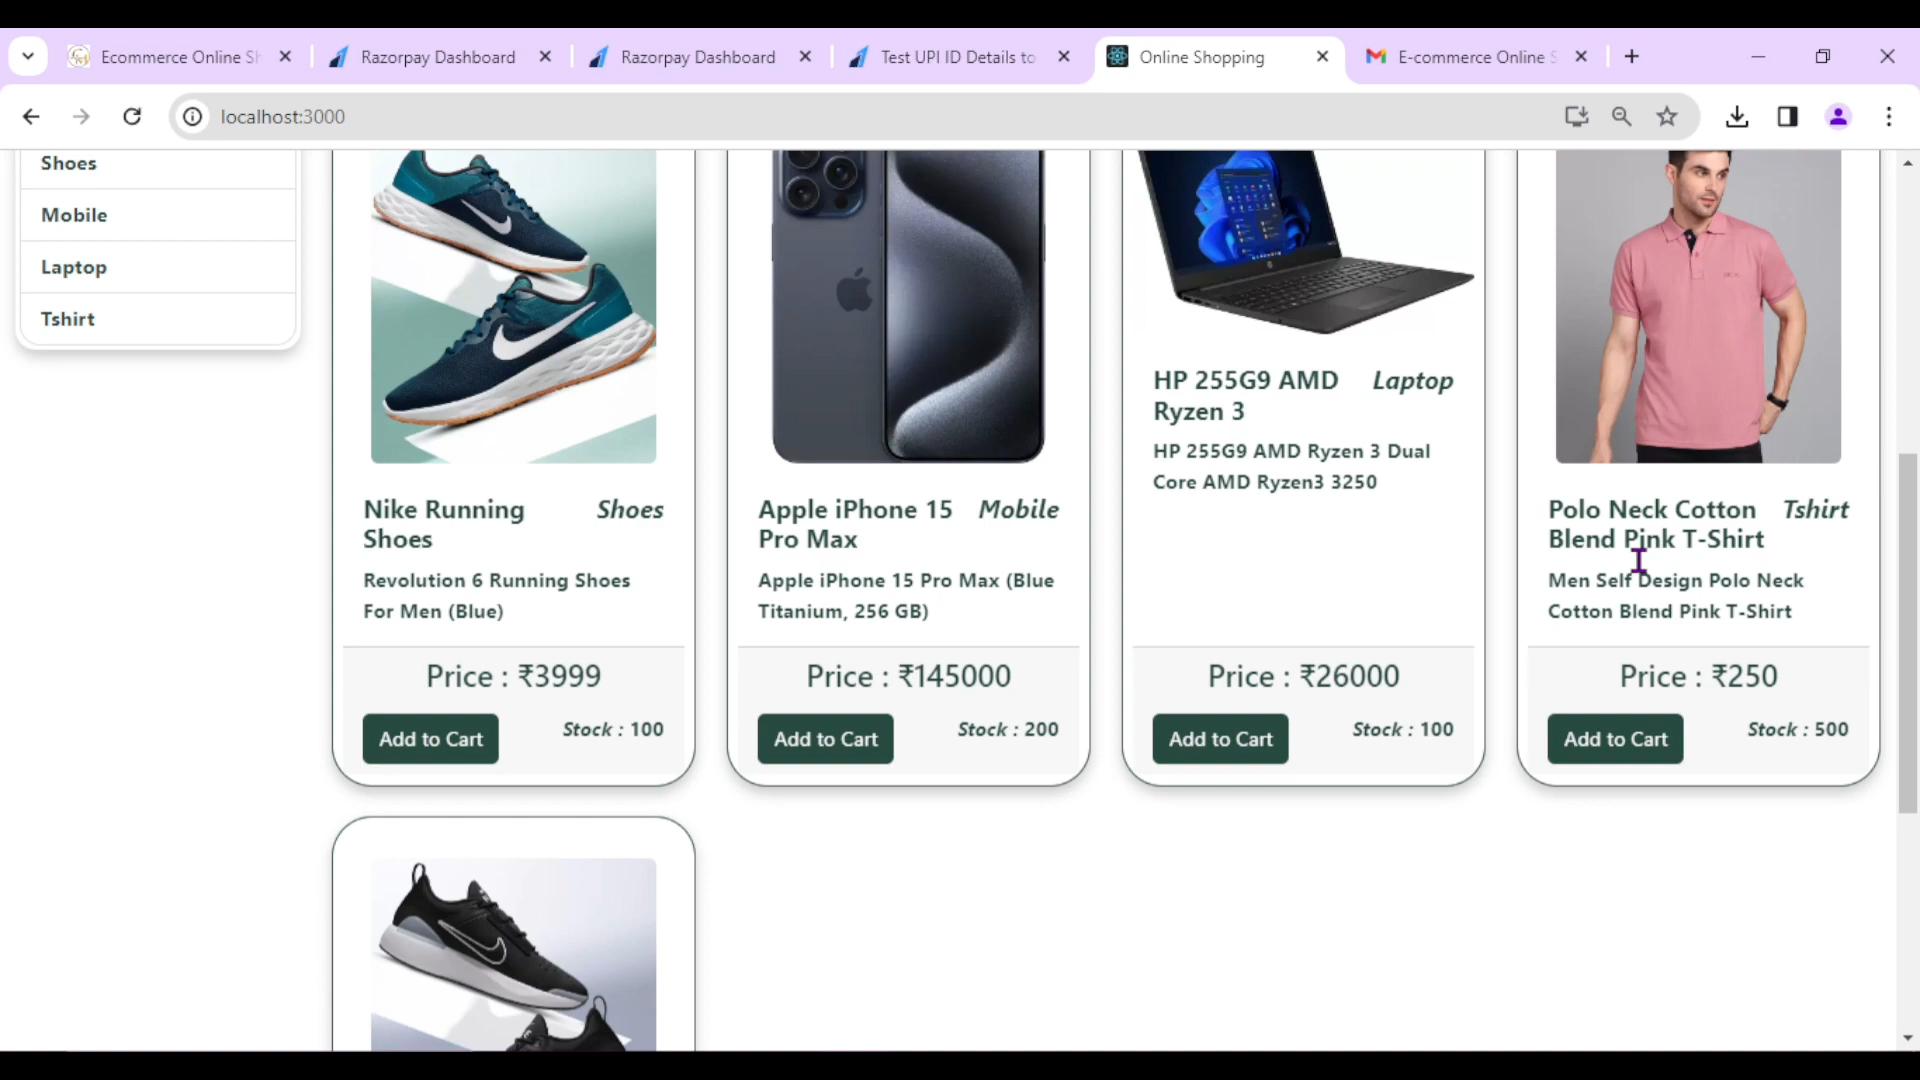 Ecommerce Online Sh
Razorpay Dashboard
Razorpay Dashboard
Test UPI ID Details to
Online Shopping
E-commerce Online S
localhost:3000
Shoes
Mobile
Laptop
Tshirt
Nike Running
Shoes
Shoes
Revolution 6 Running Shoes
For Men (Blue)
Price : ₹3999
Add to Cart
Stock : 100
Apple iPhone 15
Pro Max
Mobile
Apple iPhone 15 Pro Max (Blue
Titanium, 256 GB)
Price : ₹145000
Add to Cart
Stock : 200
HP 255G9 AMD
Ryzen 3
Laptop
HP 255G9 AMD Ryzen 3 Dual
Core AMD Ryzen3 3250
Price : ₹26000
Add to Cart
Stock : 100
Polo Neck Cotton
Blend Pink T-Shirt
Tshirt
Men Self Design Polo Neck
Cotton Blend Pink T-Shirt
Price : ₹250
Add to Cart
Stock : 500